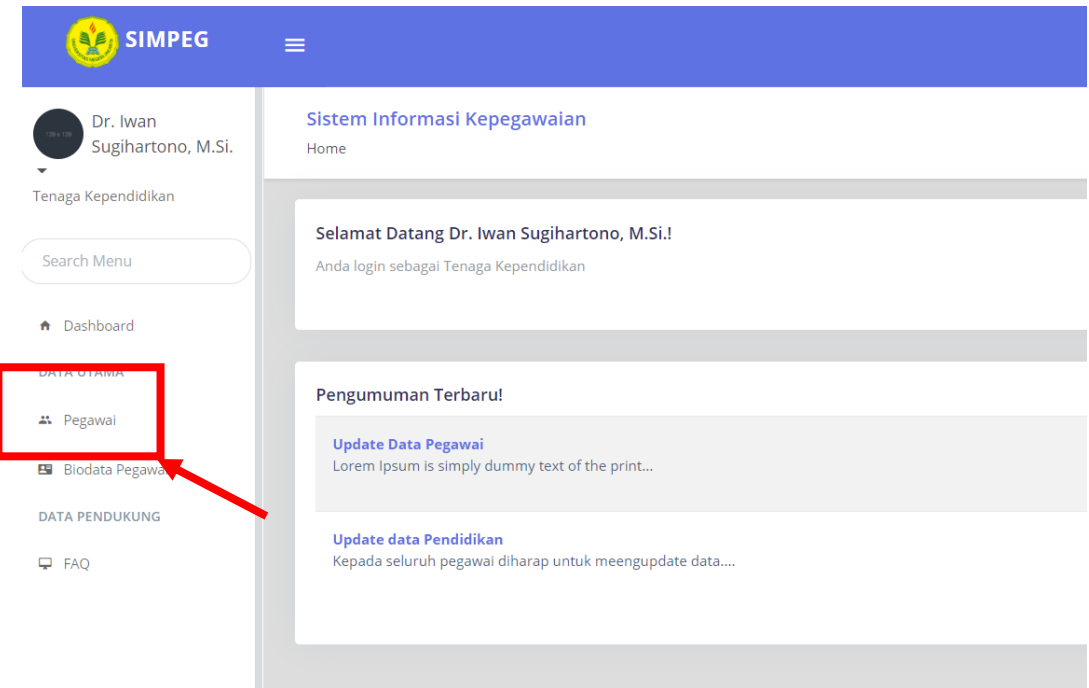 SIMPEG
Dr. Iwan
Sugihartono, M.Si.
Tenaga Kependidikan
Search Menu
Dashboard
DATA UTAMA
Pegawai
Biodata Pegawai
DATA PENDUKUNG
FAQ
Sistem Informasi Kepegawaian
Home
Selamat Datang Dr. Iwan Sugihartono, M.Si.!
Anda login sebagai Tenaga Kependidikan
Pengumuman Terbaru!
Update Data Pegawai
Lorem Ipsum is simply dummy text of the print...
Update data Pendidikan
Kepada seluruh pegawai diharap untuk meengupdate data....